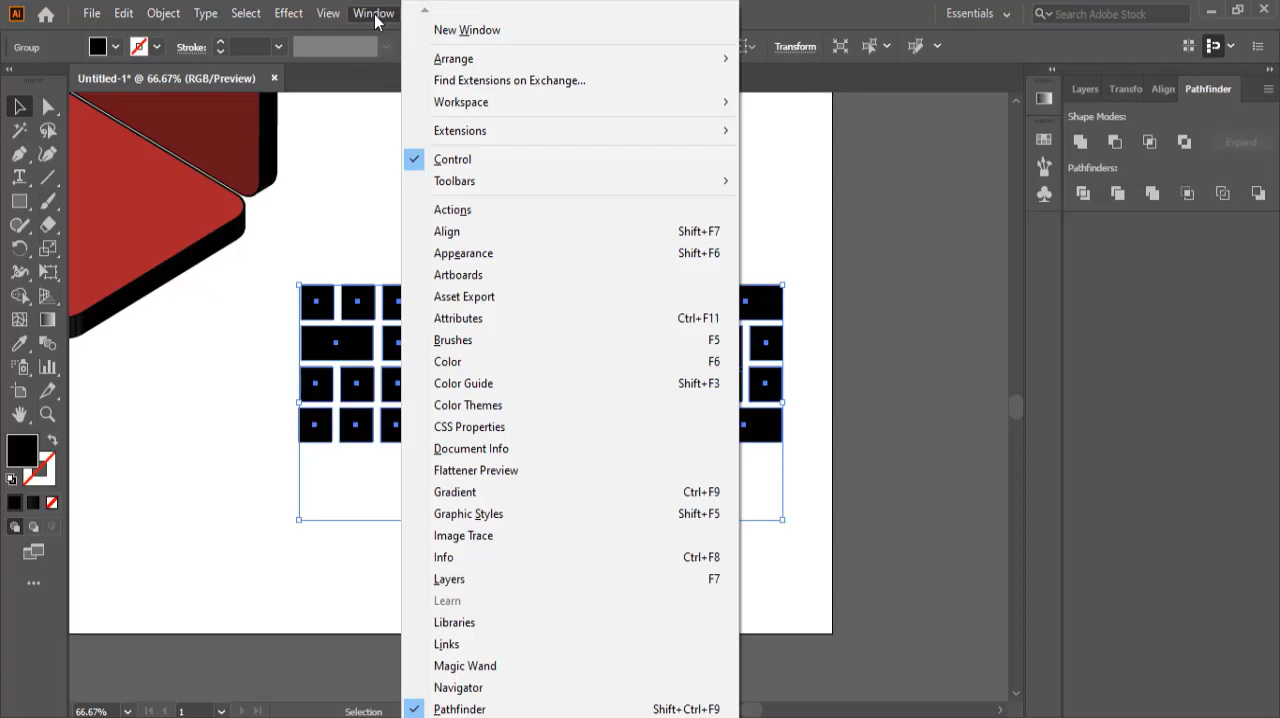 Ai File Edit Object Type Select Effect View Window Essentials Search Adobe Stock
Group Stroke: Transform
Untitled-1* @ 66.67% (RGB/Preview) ×
New Window
Arrange
Find Extensions on Exchange...
Workspace
Extensions
Control
Toolbars
Actions
Align Shift+F7
Appearance Shift+F6
Artboards
Asset Export
Attributes Ctrl+F11
Brushes F5
Color F6
Color Guide Shift+F3
Color Themes
CSS Properties
Document Info
Flattener Preview
Gradient Ctrl+F9
Graphic Styles Shift+F5
Image Trace
Info Ctrl+F8
Layers F7
Learn
Libraries
Links
Magic Wand
Navigator
Pathfinder Shift+Ctrl+F9
Layers Transfo Align Pathfinder
Shape Modes:
Expand
Pathfinders:
66.67% 1 Selection